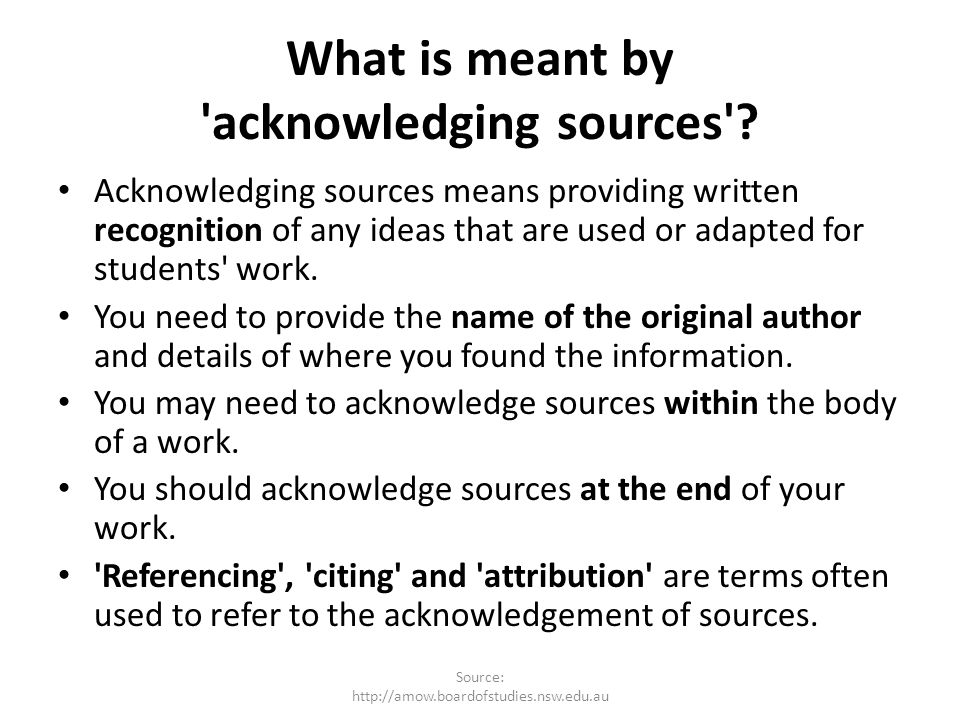 What is meant by
'acknowledging sources'?
• Acknowledging sources means providing written
recognition of any ideas that are used or adapted for
students' work.
• You need to provide the name of the original author
and details of where you found the information.
• You may need to acknowledge sources within the body
of a work.
• You should acknowledge sources at the end of your
work.
• 'Referencing', 'citing' and 'attribution' are terms often
used to refer to the acknowledgement of sources.
Source:
http://amow.boardofstudies.nsw.edu.au